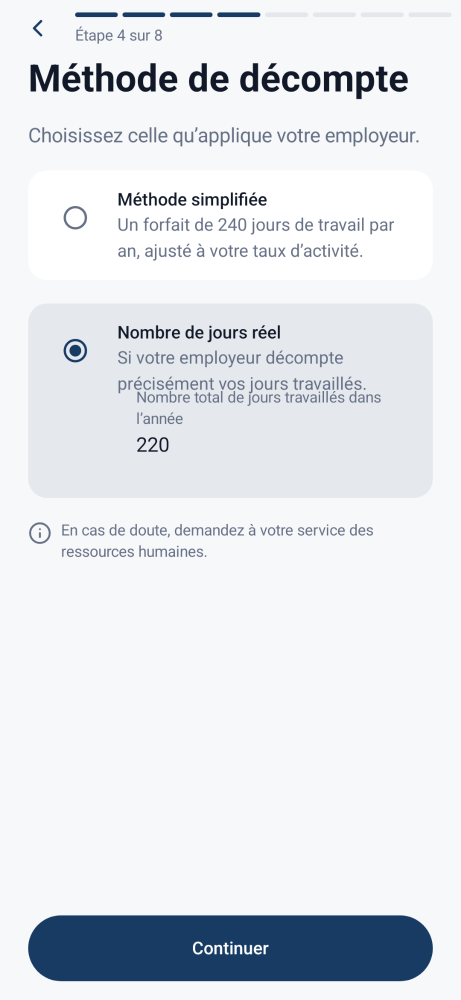 Étape 4 sur 8
Méthode de décompte
Choisissez celle qu’applique votre employeur.
Méthode simplifiée
Un forfait de 240 jours de travail par
an, ajusté à votre taux d’activité.
Nombre de jours réel
Si votre employeur décompte
précisément vos jours travaillés.
Nombre total de jours travaillés dans
l’année
220
En cas de doute, demandez à votre service des
ressources humaines.
Continuer